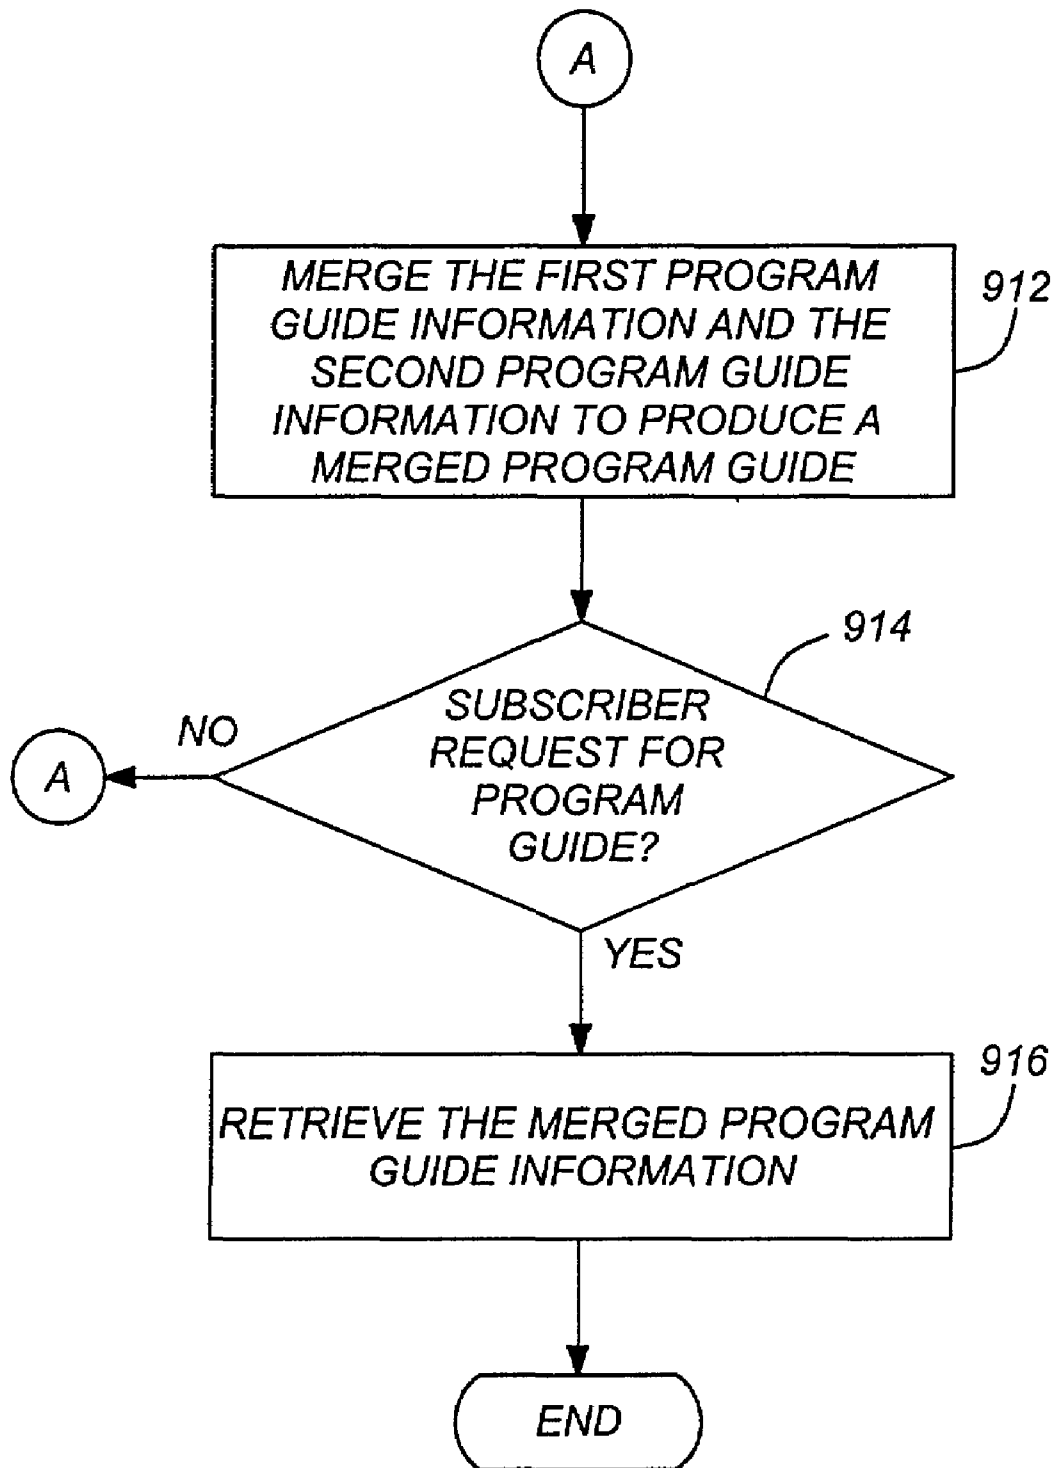 A
MERGE THE FIRST PROGRAM
GUIDE INFORMATION AND THE
SECOND PROGRAM GUIDE
INFORMATION TO PRODUCE A
MERGED PROGRAM GUIDE
912
914
SUBSCRIBER
REQUEST FOR
PROGRAM
GUIDE?
NO
A
YES
916
RETRIEVE THE MERGED PROGRAM
GUIDE INFORMATION
END